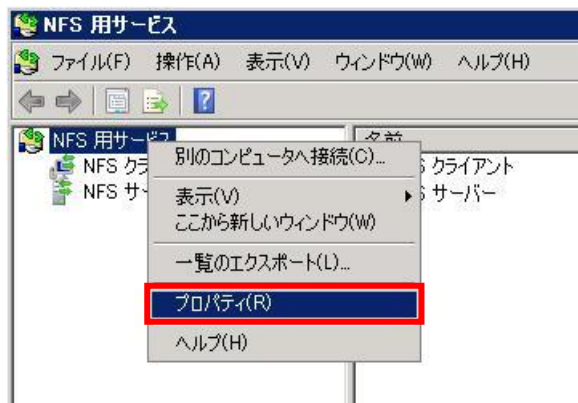 NFS 用サービス
ファイル(F) 操作(A) 表示(V) ウィンドウ(W) ヘルプ(H)
NFS 用サービス
名前
NFS クラ
クライアント
NFS サー
サーバー
別のコンピュータへ接続(C)...
表示(V)
ここから新しいウィンドウ(W)
一覧のエクスポート(L)...
プロパティ(R)
ヘルプ(H)